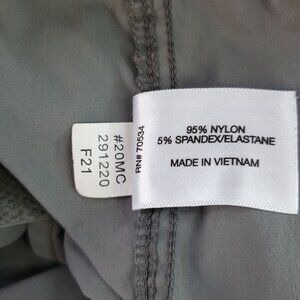 95% NYLON
5% SPANDEX/ELASTANE
MADE IN VIETNAM
RN# 70534
#20MC
291220
F21